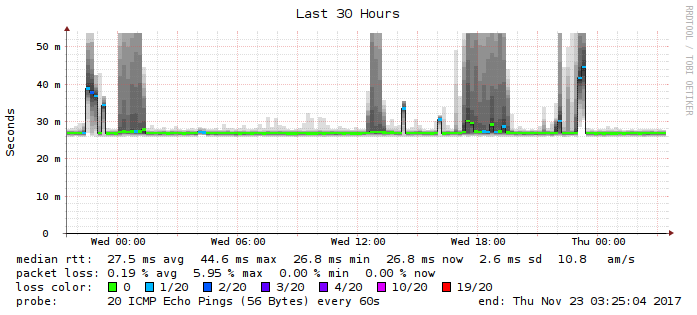 Last 30 Hours
RRDTOOL / TOBI OETIKER
Seconds
50 m
40 m
30 m
20 m
10 m
0
Wed 00:00 Wed 06:00 Wed 12:00 Wed 18:00 Thu 00:00
median rtt: 27.5 ms avg 44.6 ms max 26.8 ms min 26.8 ms now 2.6 ms sd 10.8 am/s
packet loss: 0.19 % avg 5.95 % max 0.00 % min 0.00 % now
loss color: 0 1/20 2/20 3/20 4/20 10/20 19/20
probe: 20 ICMP Echo Pings (56 Bytes) every 60s end: Thu Nov 23 03:25:04 2017